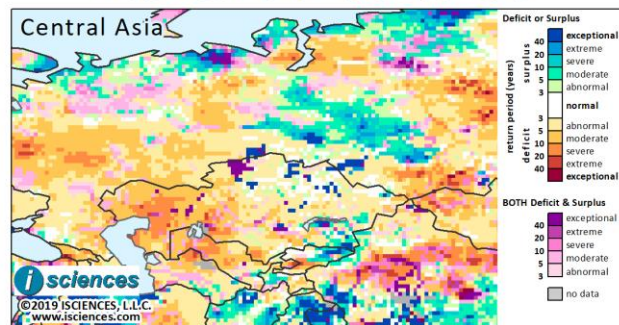 Central Asia
Deficit or Surplus
return period (years)
surplus
40 exceptional
20 extreme
10 severe
5 moderate
3 abnormal
normal
deficit
3 abnormal
5 moderate
10 severe
20 extreme
40 exceptional
BOTH Deficit & Surplus
40 exceptional
20 extreme
10 severe
5 moderate
3 abnormal
no data
i sciences
©2019 ISCIENCES, L.L.C.
www.isciences.com